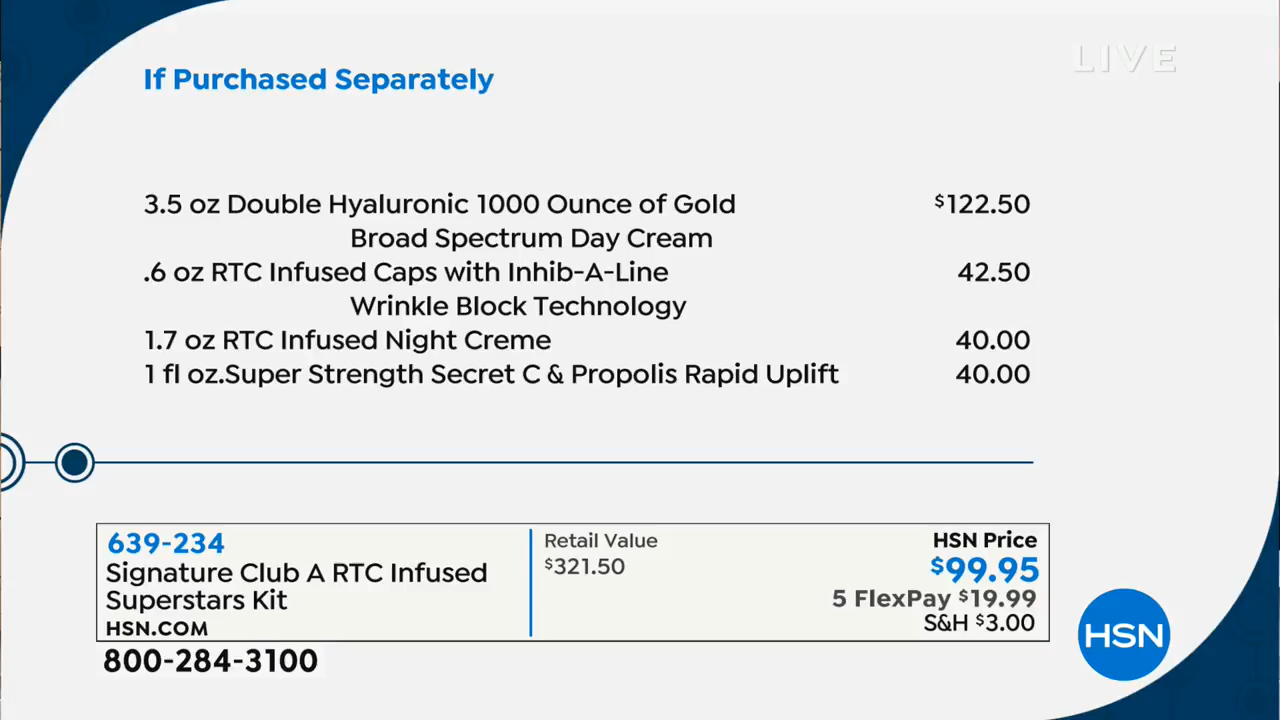 LIVE
If Purchased Separately
3.5 oz Double Hyaluronic 1000 Ounce of Gold $122.50
Broad Spectrum Day Cream
.6 oz RTC Infused Caps with Inhib-A-Line 42.50
Wrinkle Block Technology
1.7 oz RTC Infused Night Creme 40.00
1 fl oz.Super Strength Secret C & Propolis Rapid Uplift 40.00
639-234
Signature Club A RTC Infused
Superstars Kit
HSN.COM
Retail Value
$321.50
HSN Price
$99.95
5 FlexPay $19.99
S&H $3.00
800-284-3100
HSN